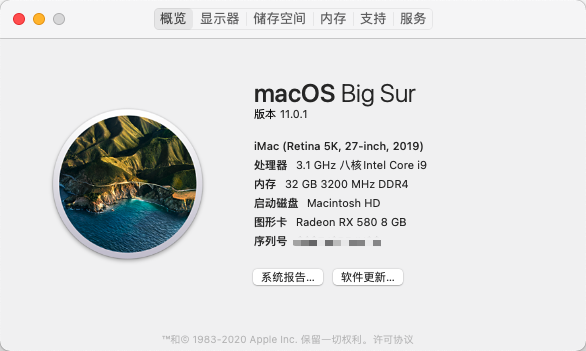 概览 显示器 储存空间 内存 支持 服务
macOS Big Sur
版本 11.0.1
iMac (Retina 5K, 27-inch, 2019)
处理器 3.1 GHz 八核Intel Core i9
内存 32 GB 3200 MHz DDR4
启动磁盘 Macintosh HD
图形卡 Radeon RX 580 8 GB
序列号
系统报告... 软件更新...
™和© 1983-2020 Apple Inc. 保留一切权利。许可协议